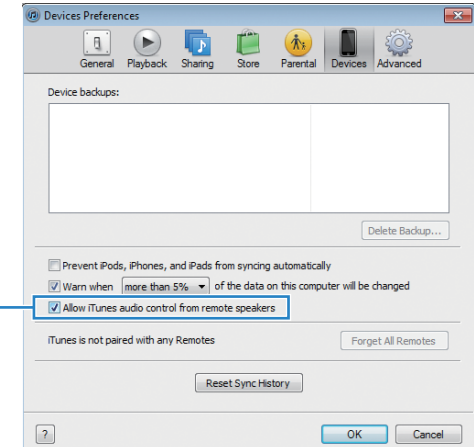 Devices Preferences
General Playback Sharing Store Parental Devices Advanced
Device backups:
Delete Backup...
Prevent iPods, iPhones, and iPads from syncing automatically
Warn when more than 5% of the data on this computer will be changed
Allow iTunes audio control from remote speakers
iTunes is not paired with any Remotes Forget All Remotes
Reset Sync History
? OK Cancel